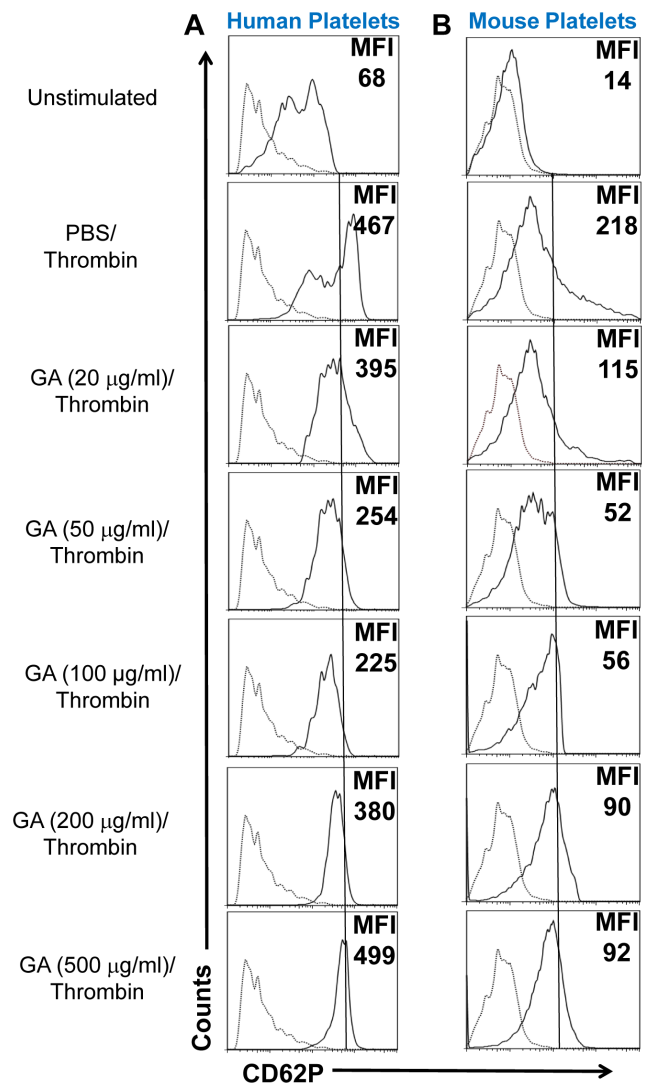 A Human Platelets B Mouse Platelets
Unstimulated
MFI
68
MFI
14
PBS/
Thrombin
MFI
467
MFI
218
GA (20 μg/ml)/
Thrombin
MFI
395
MFI
115
GA (50 μg/ml)/
Thrombin
MFI
254
MFI
52
GA (100 μg/ml)/
Thrombin
MFI
225
MFI
56
GA (200 μg/ml)/
Thrombin
MFI
380
MFI
90
GA (500 μg/ml)/
Thrombin
MFI
499
MFI
92
Counts
CD62P